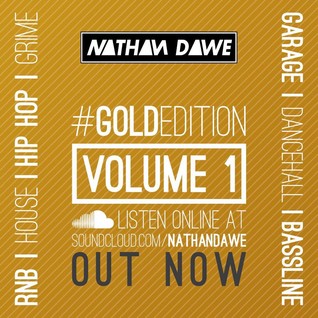 NATHAN DAWE
#GOLDEDITION
VOLUME 1
LISTEN ONLINE AT
SOUNDCLOUD.COM/NATHANDAWE
OUT NOW
RNB | HOUSE | HIP HOP | GRIME
GARAGE | DANCEHALL | BASSLINE